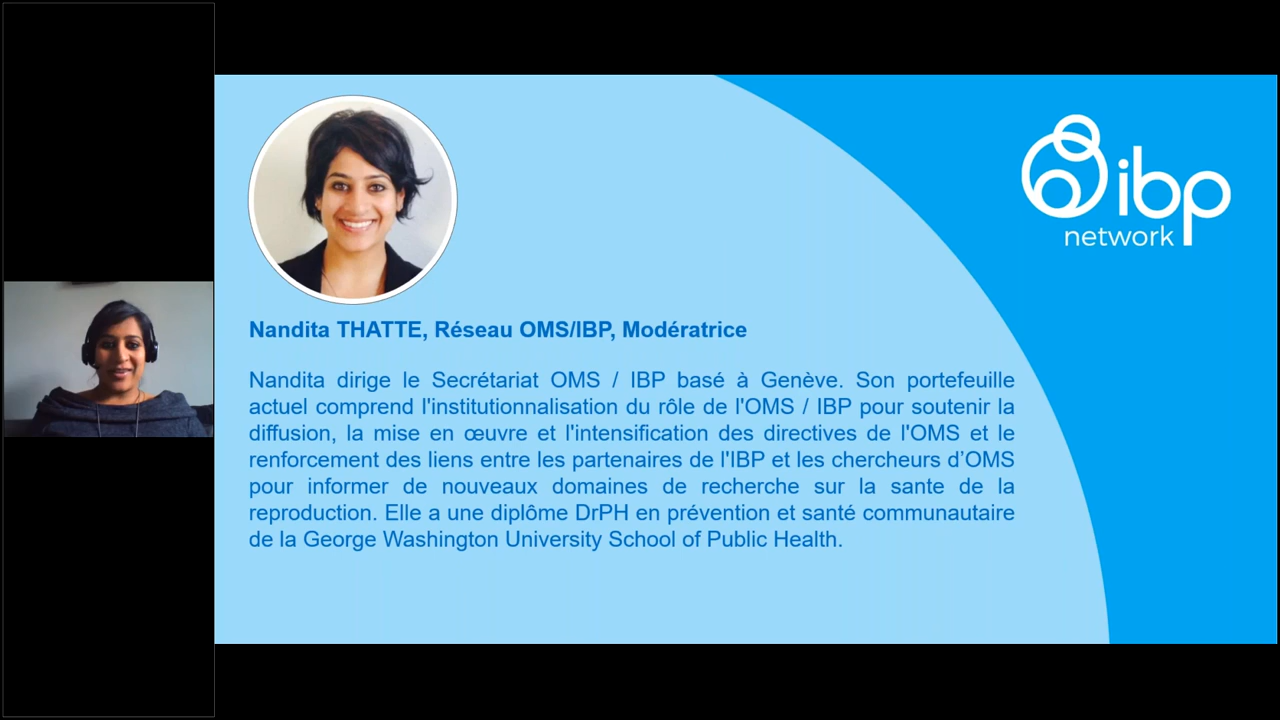 ibp
network
Nandita THATTE, Réseau OMS/IBP, Modératrice
Nandita dirige le Secrétariat OMS / IBP basé à Genève. Son portefeuille
actuel comprend l'institutionnalisation du rôle de l'OMS / IBP pour soutenir la
diffusion, la mise en œuvre et l'intensification des directives de l'OMS et le
renforcement des liens entre les partenaires de l'IBP et les chercheurs d’OMS
pour informer de nouveaux domaines de recherche sur la sante de la
reproduction. Elle a une diplôme DrPH en prévention et santé communautaire
de la George Washington University School of Public Health.